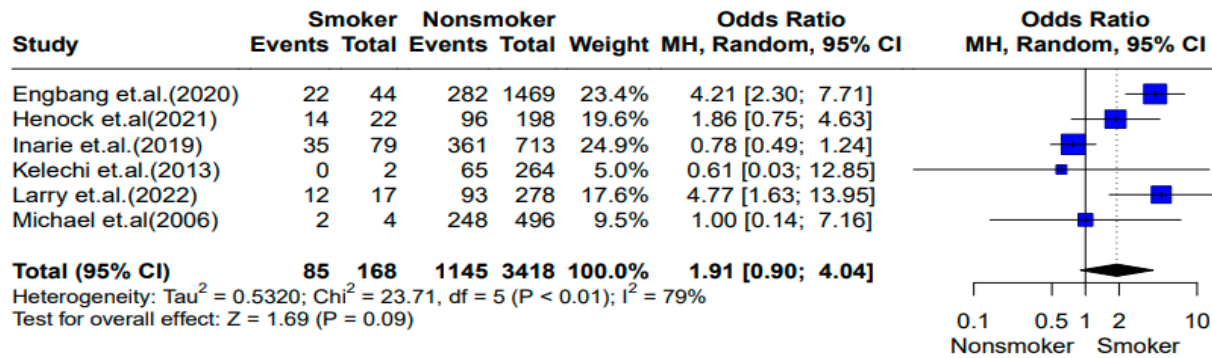 Smoker Nonsmoker Odds Ratio Odds Ratio
Study Events Total Events Total Weight MH, Random, 95% CI MH, Random, 95% CI
Engbang et.al.(2020) 22 44 282 1469 23.4% 4.21 [2.30; 7.71]
Henock et.al(2021) 14 22 96 198 19.6% 1.86 [0.75; 4.63]
Inarie et.al.(2019) 35 79 361 713 24.9% 0.78 [0.49; 1.24]
Kelechi et.al.(2013) 0 2 65 264 5.0% 0.61 [0.03; 12.85]
Larry et.al.(2022) 12 17 93 278 17.6% 4.77 [1.63; 13.95]
Michael et.al(2006) 2 4 248 496 9.5% 1.00 [0.14; 7.16]
Total (95% CI) 85 168 1145 3418 100.0% 1.91 [0.90; 4.04]
Heterogeneity: Tau² = 0.5320; Chi² = 23.71, df = 5 (P < 0.01); I² = 79%
Test for overall effect: Z = 1.69 (P = 0.09)
0.1 0.5 1 2 10
Nonsmoker Smoker